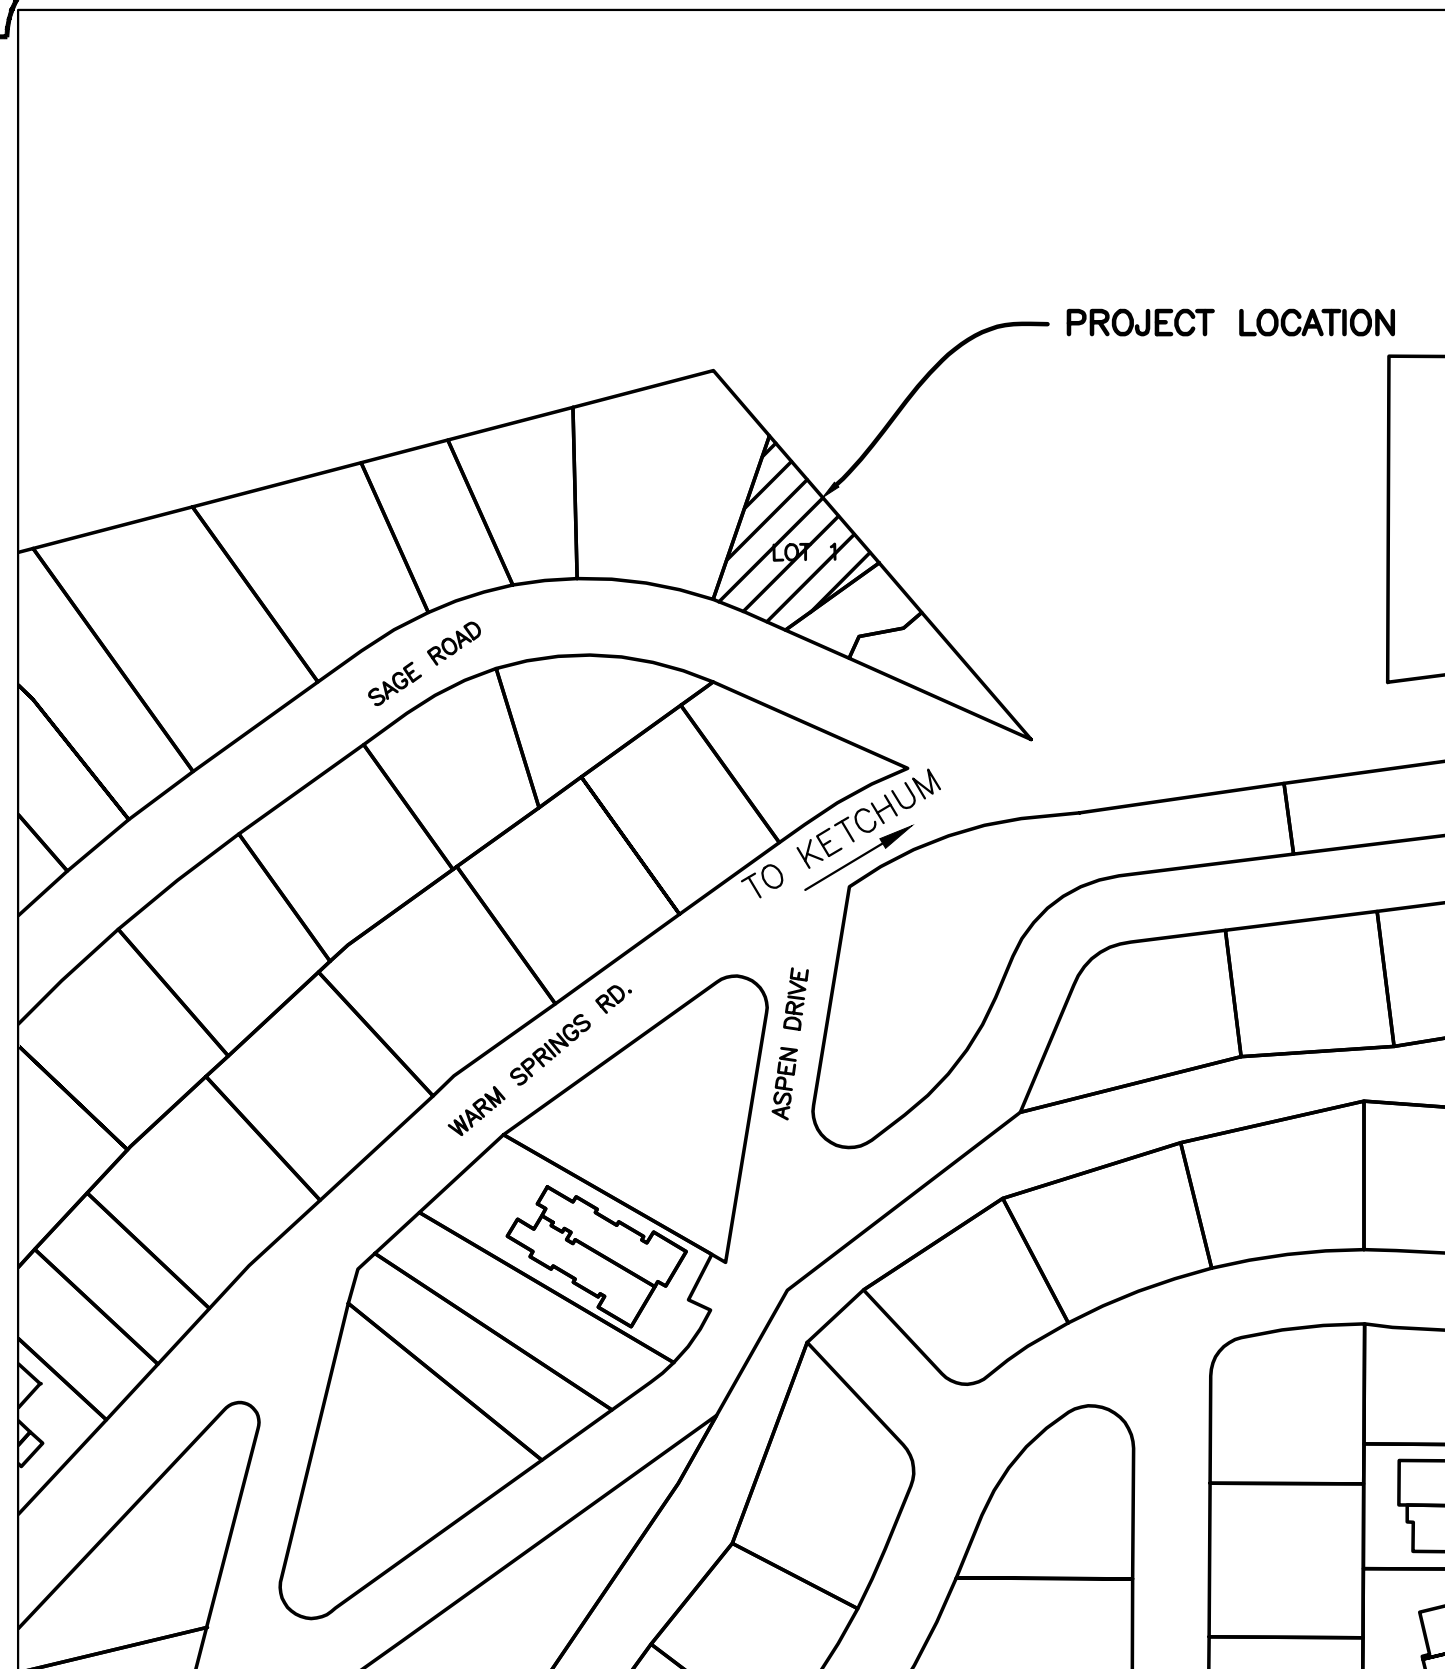 PROJECT LOCATION
LOT 1
SAGE ROAD
TO KETCHUM
ASPEN DRIVE
WARM SPRINGS RD.